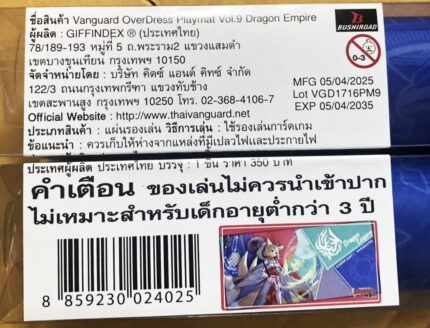 ชื่อสินค้า Vanguard OverDress Playmat Vol.9 Dragon Empire
ผู้ผลิต : GIFFINDEX ® (ประเทศไทย)
78/189-193 หมู่ที่ 5 ถ.พระราม2 แขวงแสมดำ
เขตบางขุนเทียน กรุงเทพฯ 10150
จัดจำหน่ายโดย : บริษัท คิดซ์ แอนด์ คิทซ์ จำกัด
122/3 ถนนกรุงเทพกรีฑา แขวงทับช้าง
เขตสะพานสูง กรุงเทพฯ 10250 โทร. 02-368-4106-7
Official Website : http://www.thaivanguard.net
ประเภทสินค้า : แผ่นรองเล่น วิธีการเล่น : ใช้รองเล่นการ์ดเกม
ข้อแนะนำ : ควรเก็บให้ห่างจากแหล่งที่มีเปลวไฟและประกายไฟ
BUSHIROAD
0-3
MFG 05/04/2025
Lot VGD1716PM9
EXP 05/04/2035
ประเทศผู้ผลิต ประเทศไทย บรรจุ : 1 ชิ้น ราคา 350 บาท
คำเตือน ของเล่นไม่ควรนำเข้าปาก
ไม่เหมาะสำหรับเด็กอายุต่ำกว่า 3 ปี
8 859230 024025
Dragon
Empire